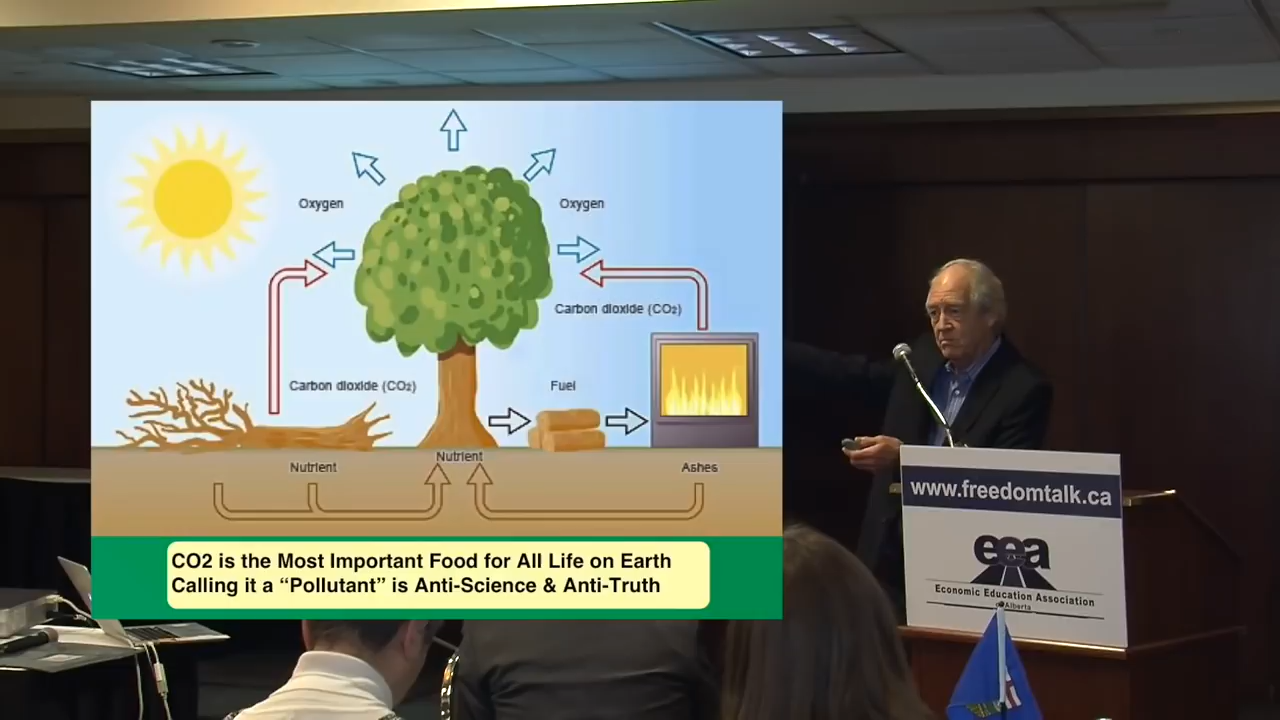 Oxygen
Oxygen
Carbon dioxide (CO₂)
Carbon dioxide (CO₂)
Fuel
Nutrient
Nutrient
Ashes
CO2 is the Most Important Food for All Life on Earth
Calling it a “Pollutant” is Anti-Science & Anti-Truth
www.freedomtalk.ca
eea
Economic Education Association
of Alberta